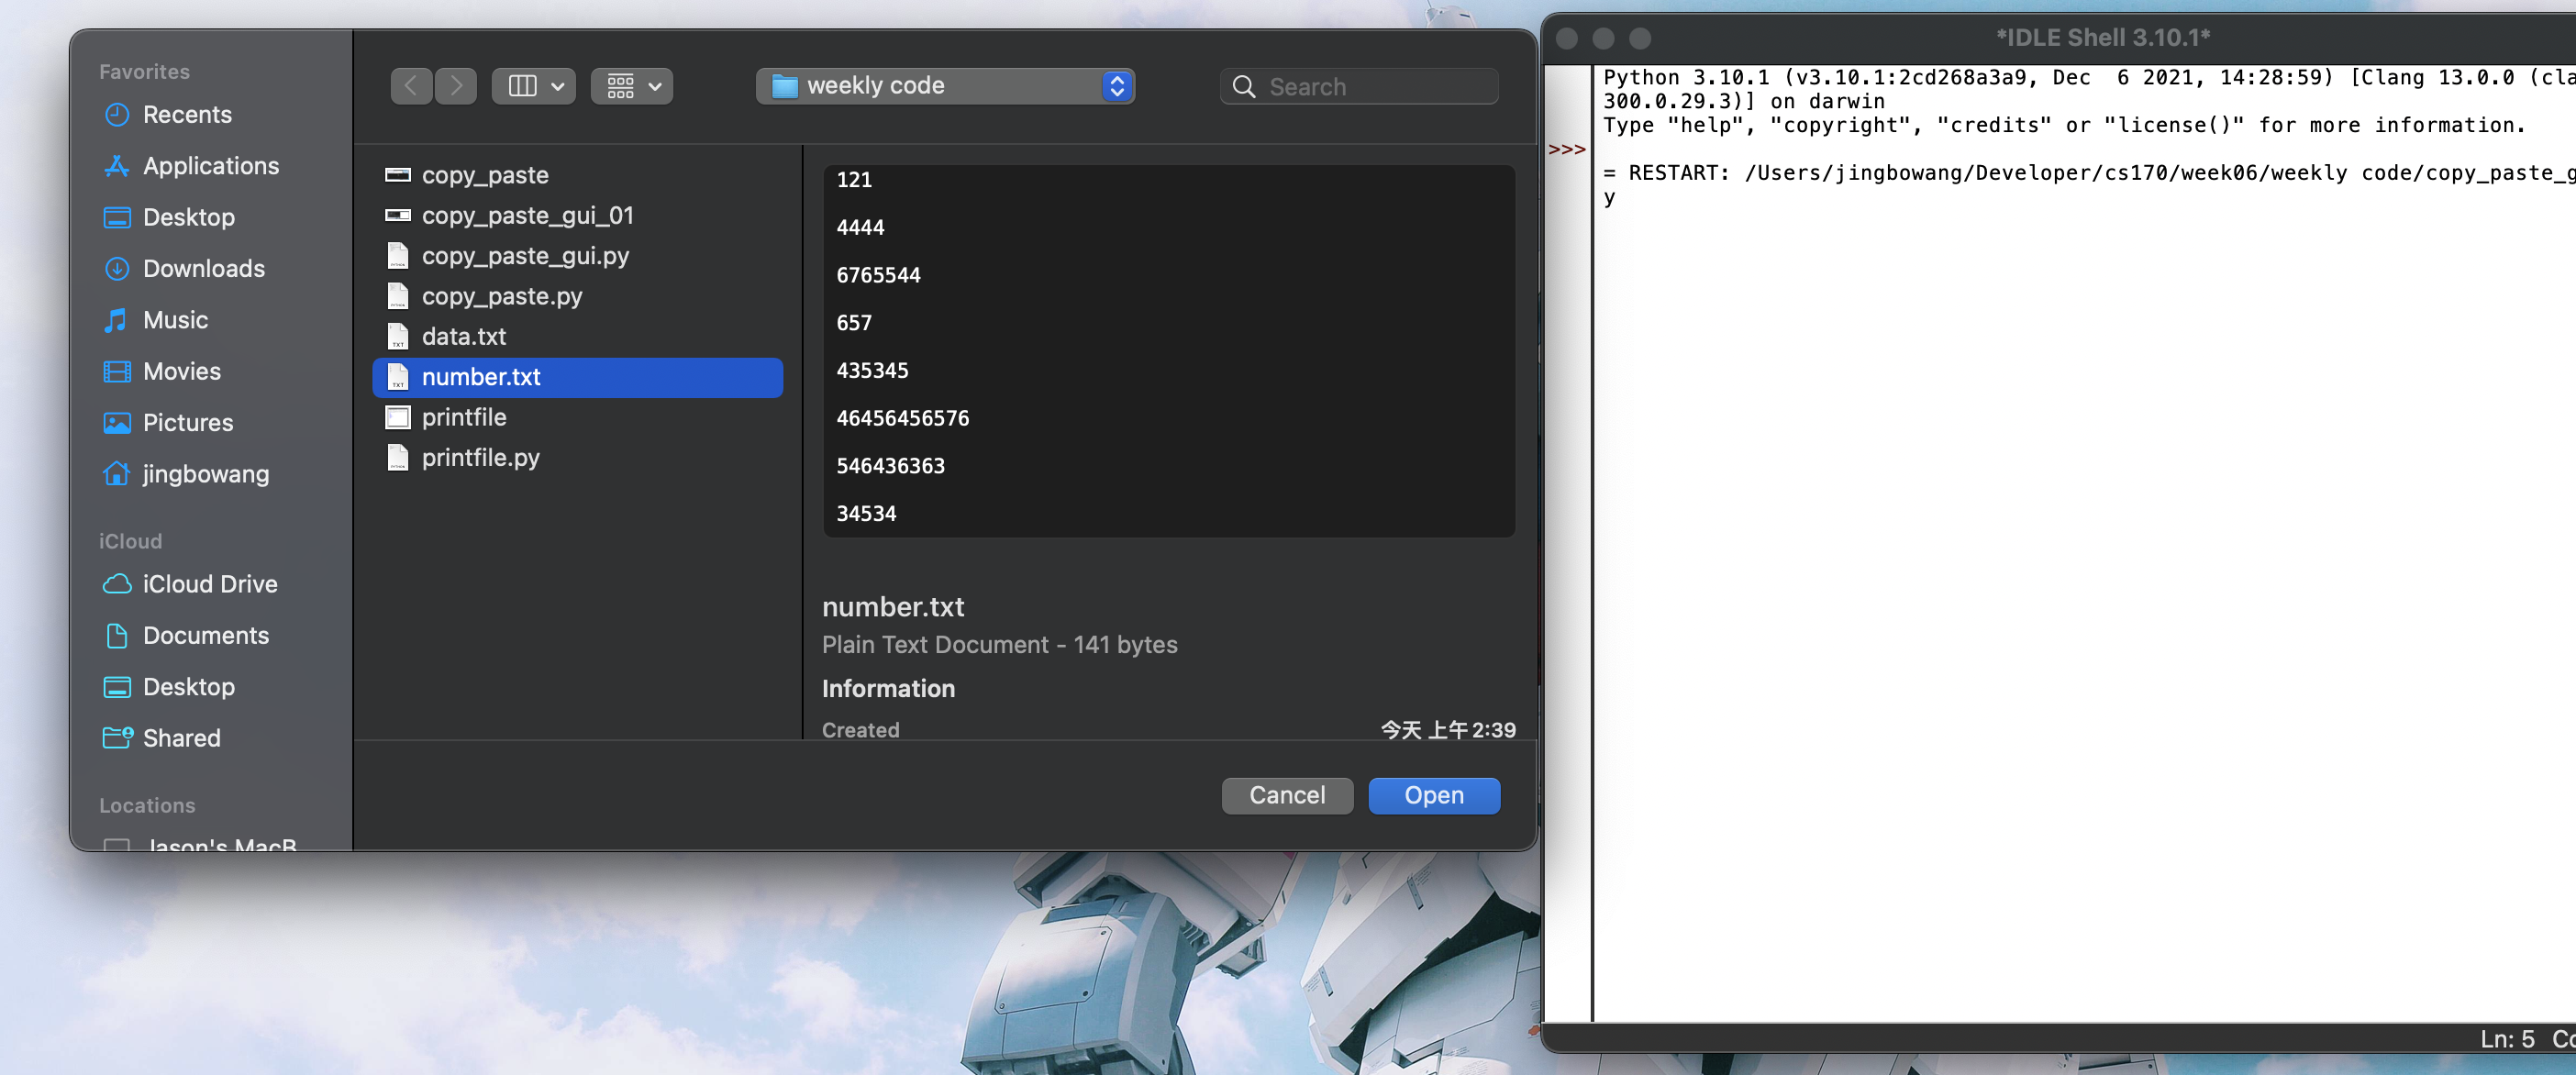 Favorites
Recents
Applications
Desktop
Downloads
Music
Movies
Pictures
jingbowang
iCloud
iCloud Drive
Documents
Desktop
Shared
Locations
Jason's MacB
weekly code
Search
copy_paste
copy_paste_gui_01
copy_paste_gui.py
copy_paste.py
data.txt
number.txt
printfile
printfile.py
121
4444
6765544
657
435345
46456456576
546436363
34534
number.txt
Plain Text Document - 141 bytes
Information
Created 今天 上午2:39
Cancel Open
*IDLE Shell 3.10.1*
Python 3.10.1 (v3.10.1:2cd268a3a9, Dec  6 2021, 14:28:59) [Clang 13.0.0 (cla
300.0.29.3)] on darwin
Type "help", "copyright", "credits" or "license()" for more information.
>>>
= RESTART: /Users/jingbowang/Developer/cs170/week06/weekly code/copy_paste_g
y
Ln: 5 Co